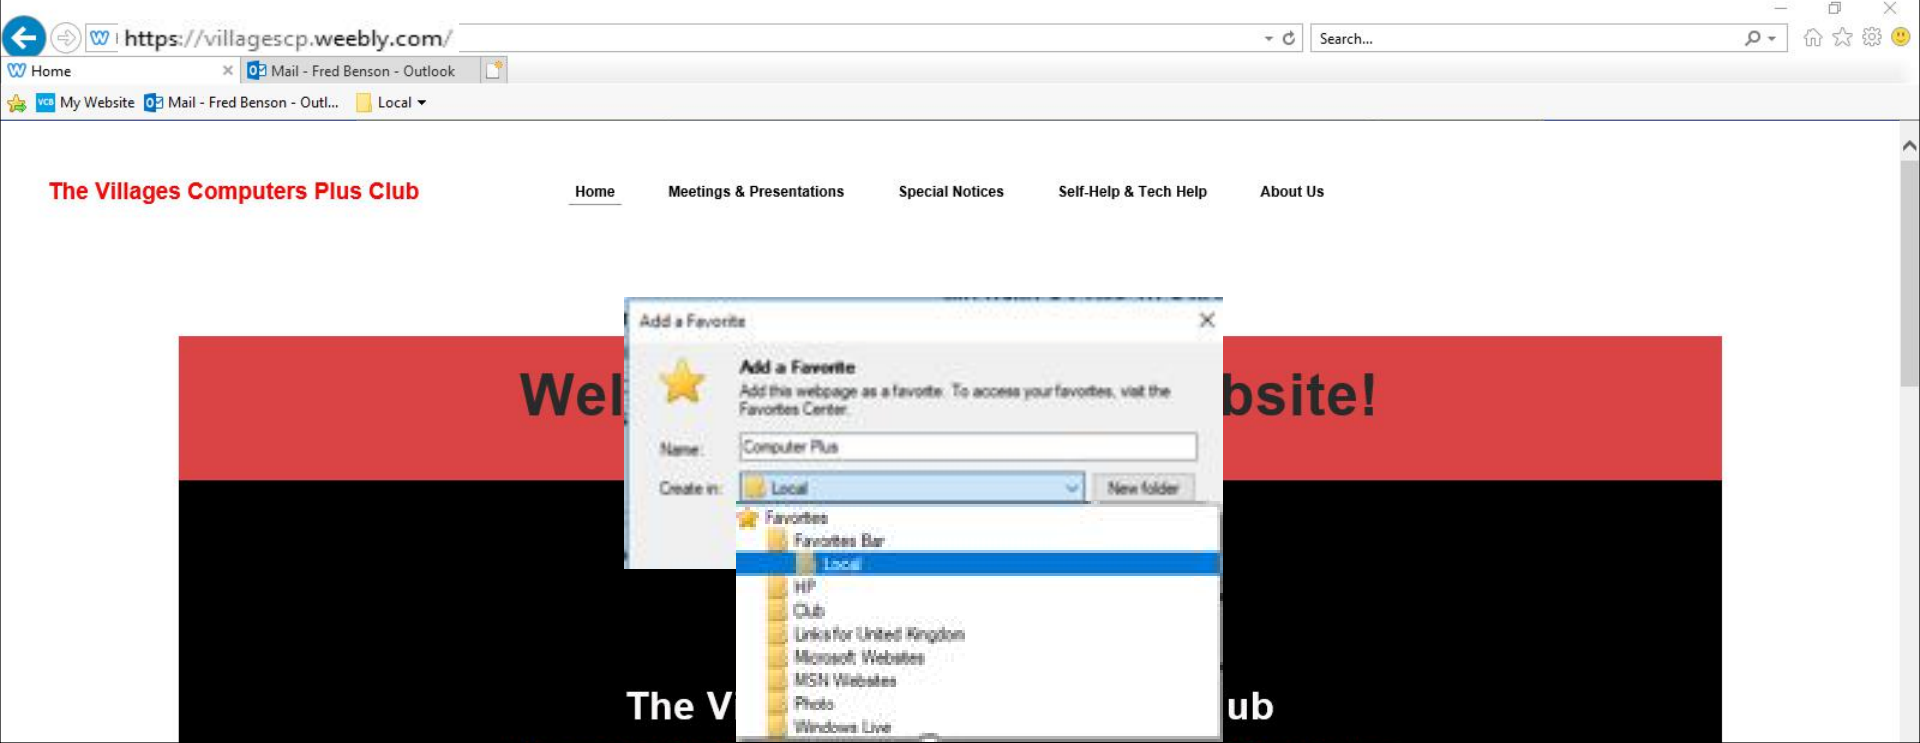 https://villagescp.weebly.com/
Search...
Home
Mail - Fred Benson - Outlook
My Website
Mail - Fred Benson - Outl...
Local
The Villages Computers Plus Club
Home
Meetings & Presentations
Special Notices
Self-Help & Tech Help
About Us
Add a Favorite
Wel
bsite!
Add a Favorite
Add this webpage as a favorite. To access your favorites, visit the
Favorites Center.
Name:
Computer Plus
Create in:
Local
New folder
Favorites
Favorites Bar
Local
HP
Club
Links for United Kingdom
Microsoft Websites
MSN Websites
Photo
Windows Live
The Vi
ub